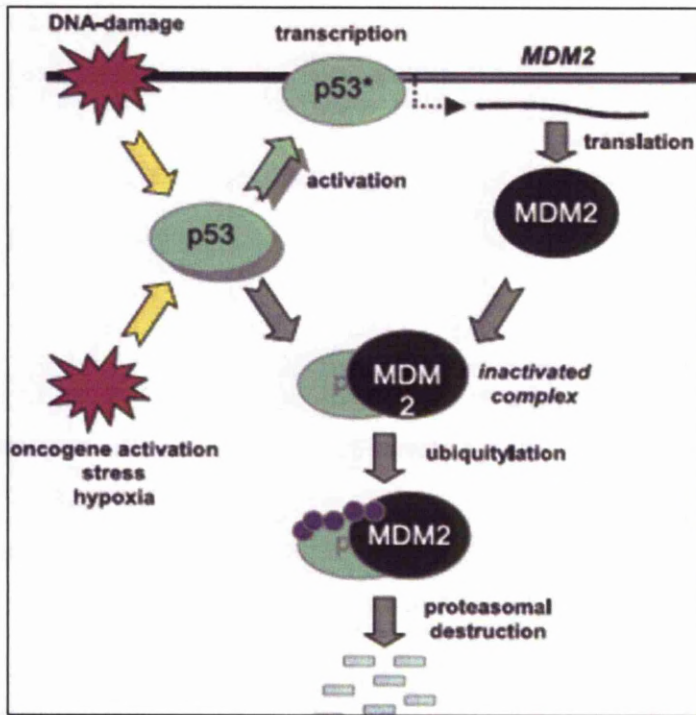 DNA-damage
transcription
MDM2
p53*
translation
activation
MDM2
p53
MDM
2
p
inactivated
complex
oncogene activation
stress
hypoxia
ubiquitylation
p
MDM2
proteasomal
destruction